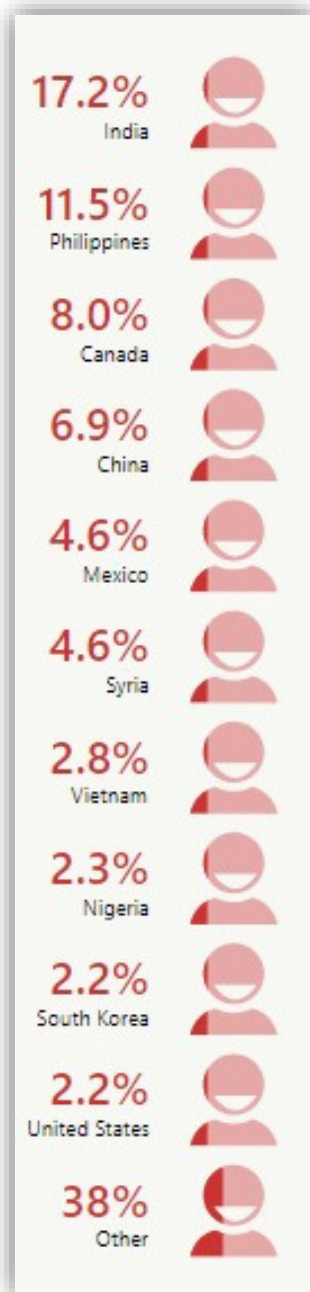 17.2%
India
11.5%
Philippines
8.0%
Canada
6.9%
China
4.6%
Mexico
4.6%
Syria
2.8%
Vietnam
2.3%
Nigeria
2.2%
South Korea
2.2%
United States
38%
Other